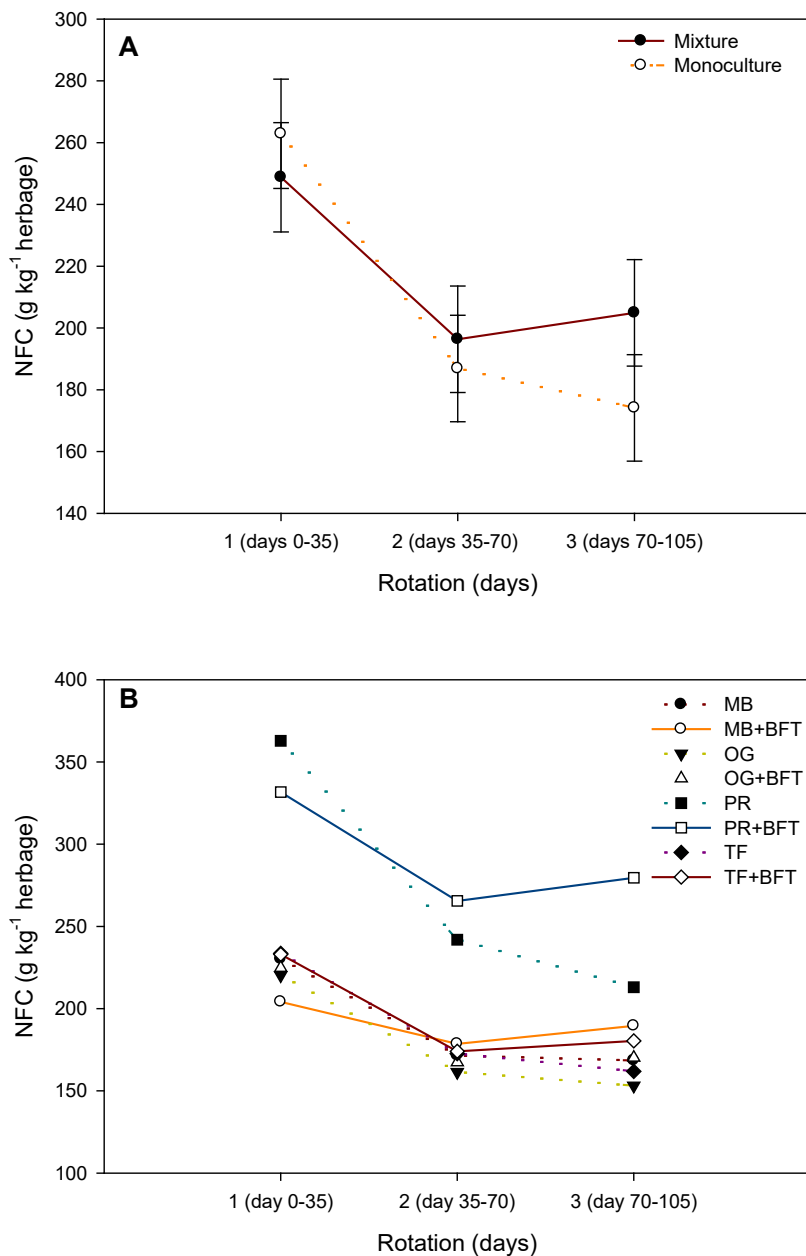 A
Mixture
Monoculture
300
280
260
240
220
200
180
160
140
NFC (g kg⁻¹ herbage)
1 (days 0-35)
2 (days 35-70)
3 (days 70-105)
Rotation (days)
B
MB
MB+BFT
OG
OG+BFT
PR
PR+BFT
TF
TF+BFT
400
350
300
250
200
150
100
NFC (g kg⁻¹ herbage)
1 (day 0-35)
2 (day 35-70)
3 (day 70-105)
Rotation (days)